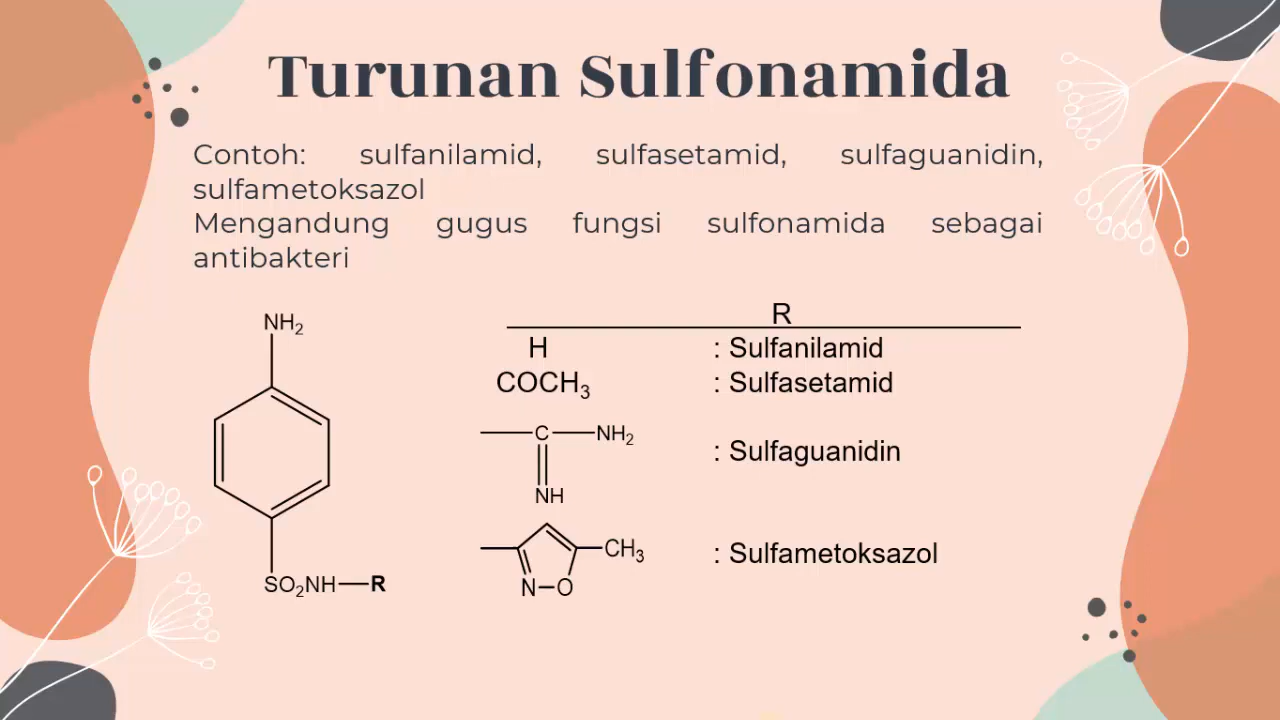 Turunan Sulfonamida
Contoh: sulfanilamid, sulfasetamid, sulfaguanidin,
sulfametoksazol
Mengandung gugus fungsi sulfonamida sebagai
antibakteri
NH₂
SO₂NH—R
R
H : Sulfanilamid
COCH₃ : Sulfasetamid
C—NH₂ : Sulfaguanidin
NH
CH₃ : Sulfametoksazol
N—O